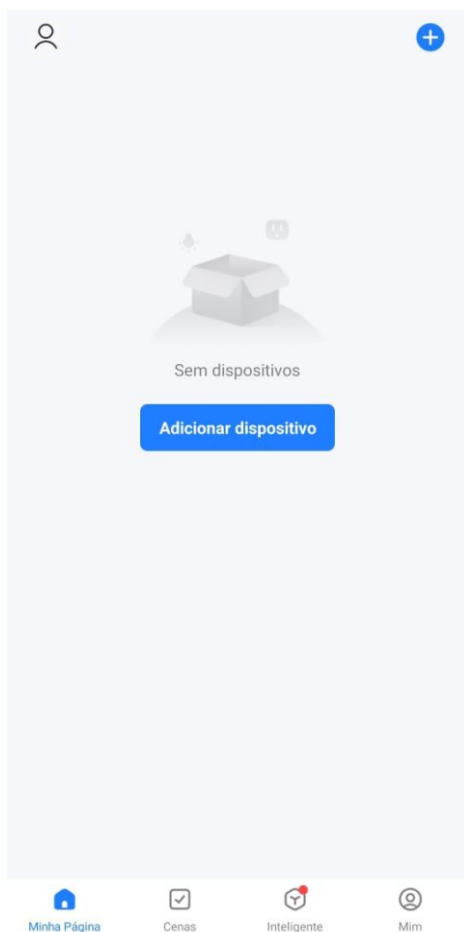 Sem dispositivos
Adicionar dispositivo
Minha Página
Cenas
Inteligente
Mim